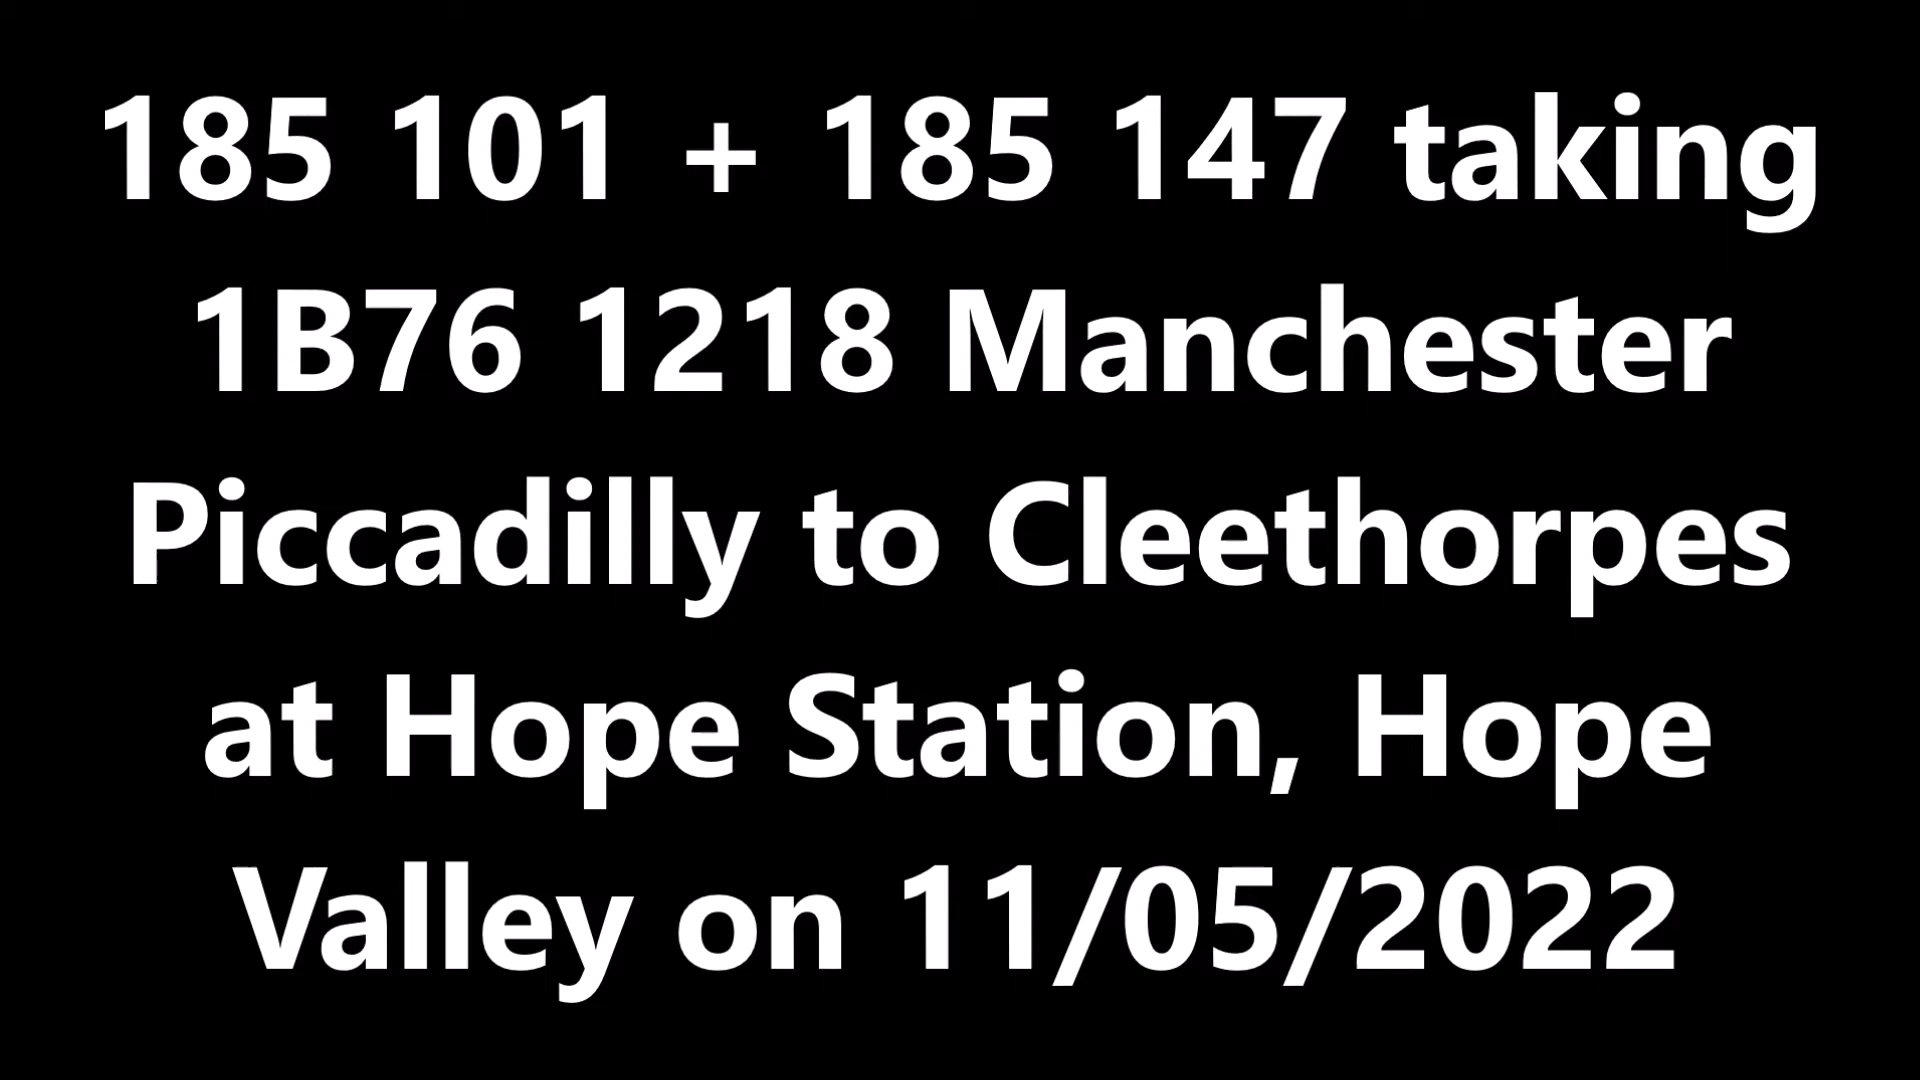 185 101 + 185 147 taking
1B76 1218 Manchester
Piccadilly to Cleethorpes
at Hope Station, Hope
Valley on 11/05/2022